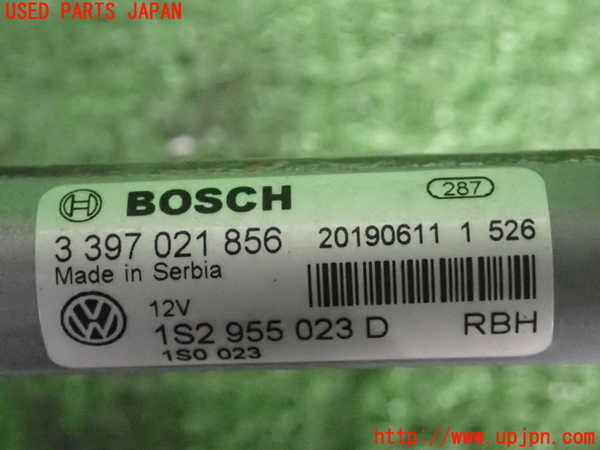 USED PARTS JAPAN
BOSCH
287
3 397 021 856
20190611 1 526
Made in Serbia
12V
1S2 955 023 D
RBH
1S0 023
http://www.upjpn.com/